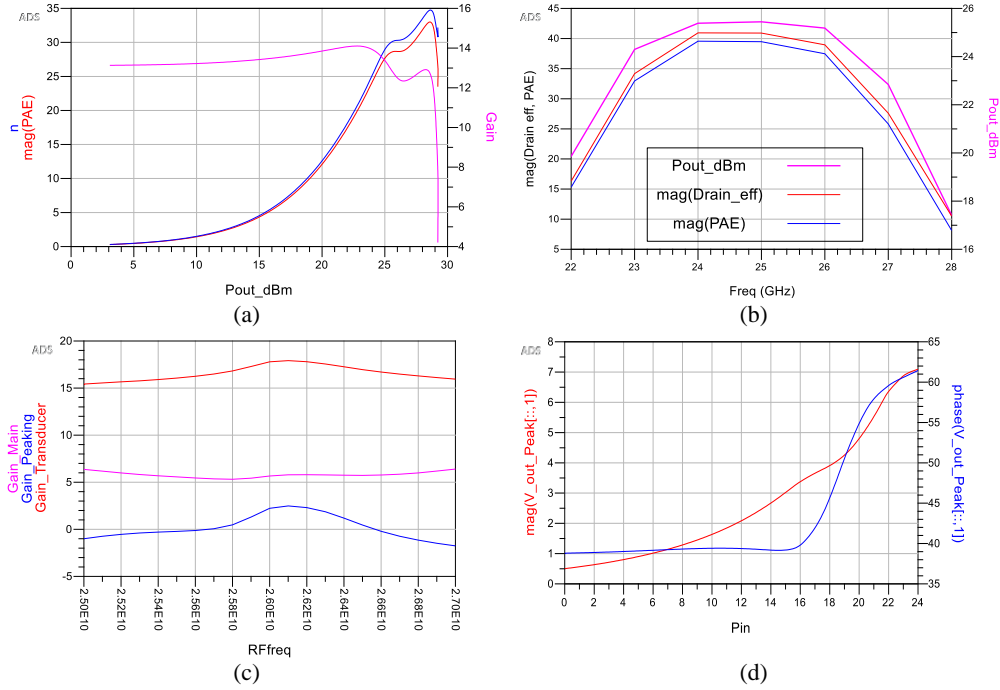 ADS
35
30
25
20
15
10
5
0
n
mag(PAE)
16
14
12
10
8
6
4
Gain
0 5 10 15 20 25 30
Pout_dBm
(a)
ADS
45
40
35
30
25
20
15
10
5
mag(Drain eff, PAE)
26
24
22
20
18
16
Pout_dBm
Pout_dBm
mag(Drain_eff)
mag(PAE)
22 23 24 25 26 27 28
Freq (GHz)
(b)
ADS
20
15
10
5
0
-5
Gain_Main
Gain_Peaking
Gain_Transducer
2.50E10 2.52E10 2.54E10 2.56E10 2.58E10 2.60E10 2.62E10 2.64E10 2.66E10 2.68E10 2.70E10
RFfreq
(c)
ADS
8
7
6
5
4
3
2
1
0
mag(V_out_Peak[::,1])
65
60
55
50
45
40
35
phase(V_out_Peak[::,1])
0 2 4 6 8 10 12 14 16 18 20 22 24
Pin
(d)